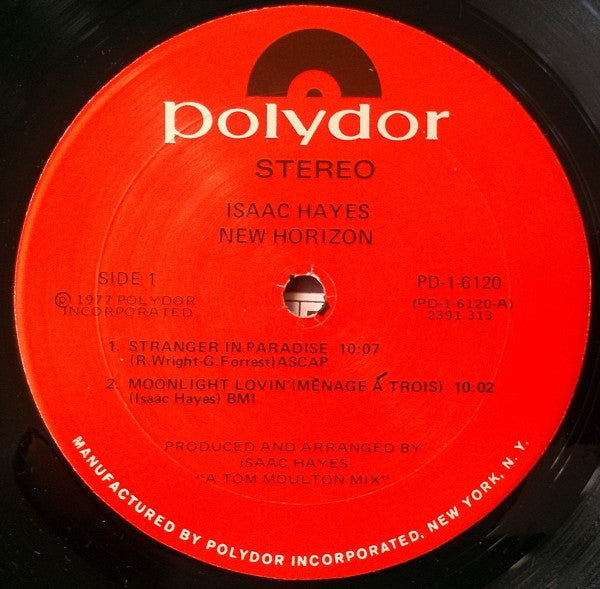 polydor
STEREO
ISAAC HAYES
NEW HORIZON
SIDE 1
℗ 1977 POLYDOR
INCORPORATED
PD-1-6120
(PD-1-6120-A)
2391 313
1. STRANGER IN PARADISE 10:07
(R.Wright-G.Forrest)ASCAP
2. MOONLIGHT LOVIN'(MÈNAGE Á TROIS) 10:02
(Isaac Hayes) BMI
PRODUCED AND ARRANGED BY
ISAAC HAYES
"A TOM MOULTON MIX"
MANUFACTURED BY POLYDOR INCORPORATED, NEW YORK, N.Y.